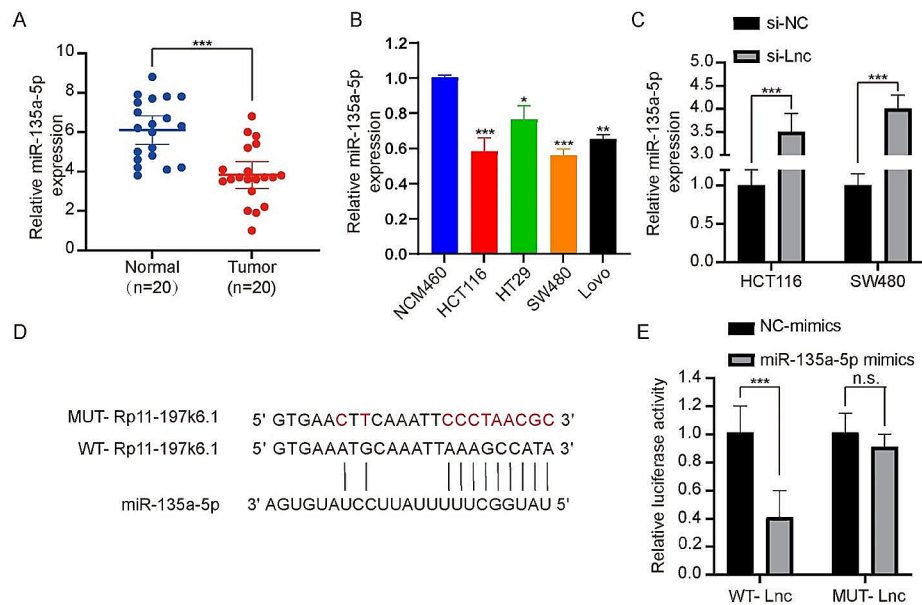 A
Relative miR-135a-5p
expression
10
8
6
4
2
0
***
Normal
(n=20)
Tumor
(n=20)
B
Relative miR-135a-5p
expression
1.2
1.0
0.8
0.6
0.4
0.2
0.0
***
*
***
**
NCM460
HCT116
HT29
SW480
Lovo
C
si-NC
si-Lnc
Relative miR-135a-5p
expression
5.0
4.5
4.0
3.5
3.0
1.0
0.5
0.0
***
***
HCT116
SW480
D
MUT- Rp11-197k6.1 5' GTGAACTTCAAATTCCCTAACGC 3'
WT- Rp11-197k6.1 5' GTGAAATGCAAATTAAAGCCATA 3'
miR-135a-5p 3' AGUGUAUCCUUAUUUUUCGGUAU 5'
E
NC-mimics
miR-135a-5p mimics
Relative luciferase activity
1.4
1.2
1.0
0.8
0.6
0.4
0.2
0.0
***
n.s.
WT- Lnc
MUT- Lnc